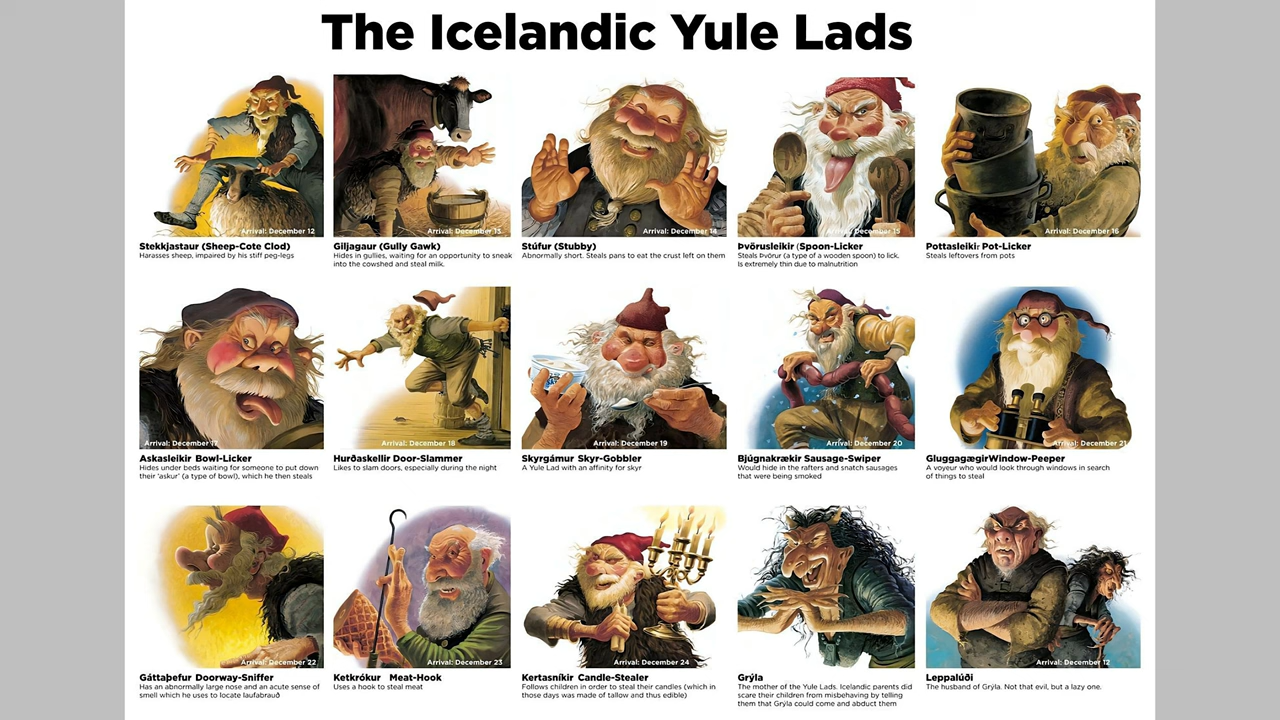 The Icelandic Yule Lads
Arrival: December 12
Stekkjastaur (Sheep-Cote Clod)
Harasses sheep, impaired by his stiff peg-legs
Arrival: December 13
Giljagaur (Gully Gawk)
Hides in gullies, waiting for an opportunity to sneak
into the cowshed and steal milk.
Arrival: December 14
Stúfur (Stubby)
Abnormally short. Steals pans to eat the crust left on them
Arrival: December 15
Þvörusleikir (Spoon-Licker
Steals Þvörur (a type of a wooden spoon) to lick.
Is extremely thin due to malnutrition
Arrival: December 16
Pottasleikir Pot-Licker
Steals leftovers from pots
Arrival: December 17
Askasleikir Bowl-Licker
Hides under beds waiting for someone to put down
their 'askur' (a type of bowl), which he then steals
Arrival: December 18
Hurðaskellir Door-Slammer
Likes to slam doors, especially during the night
Arrival: December 19
Skyrgámur Skyr-Gobbler
A Yule Lad with an affinity for skyr
Arrival: December 20
Bjúgnakrækir Sausage-Swiper
Would hide in the rafters and snatch sausages
that were being smoked
Arrival: December 21
GluggagægirWindow-Peeper
A voyeur who would look through windows in search
of things to steal
Arrival: December 22
Gáttaþefur Doorway-Sniffer
Has an abnormally large nose and an acute sense of
smell which he uses to locate laufabrauð
Arrival: December 23
Ketkrókur Meat-Hook
Uses a hook to steal meat
Arrival: December 24
Kertasníkir Candle-Stealer
Follows children in order to steal their candles (which in
those days was made of tallow and thus edible)
Grýla
The mother of the Yule Lads. Icelandic parents did
scare their children from misbehaving by telling
them that Grýla could come and abduct them
Arrival: December 12
Leppalúði
The husband of Grýla. Not that evil, but a lazy one.